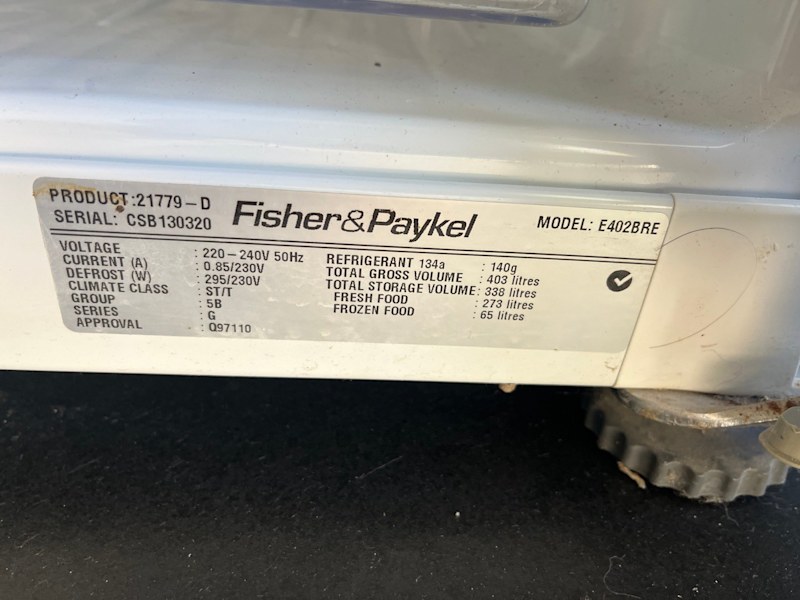 PRODUCT:21779-D
SERIAL: CSB130320
Fisher&Paykel
MODEL: E402BRE
VOLTAGE : 220-240V 50Hz
CURRENT (A) : 0.85/230V
DEFROST (W) : 295/230V
CLIMATE CLASS : ST/T
GROUP : 5B
SERIES : G
APPROVAL : Q97110
REFRIGERANT 134a : 140g
TOTAL GROSS VOLUME : 403 litres
TOTAL STORAGE VOLUME: 338 litres
FRESH FOOD : 273 litres
FROZEN FOOD : 65 litres